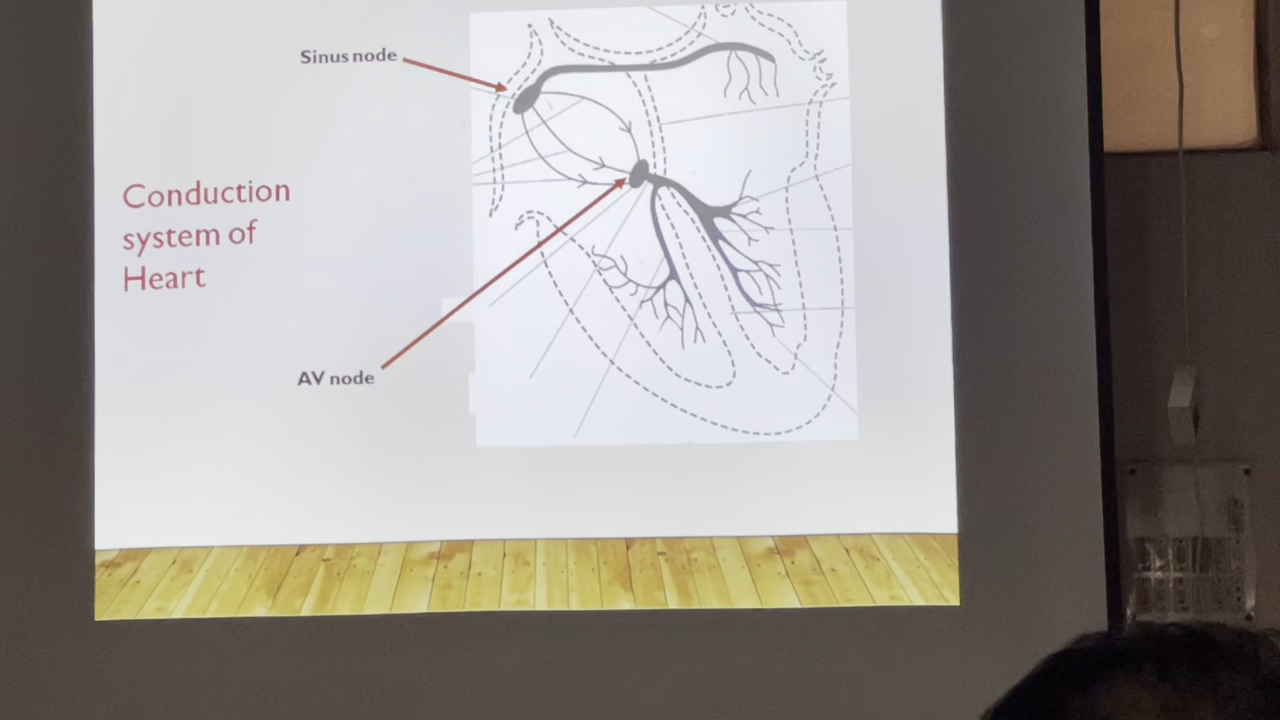 Sinus node
Conduction
system of
Heart
AV node